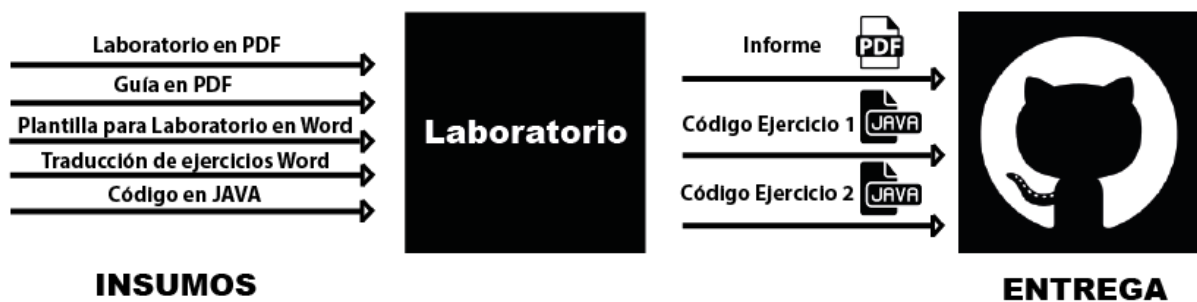 Laboratorio en PDF
Guía en PDF
Plantilla para Laboratorio en Word
Traducción de ejercicios Word
Código en JAVA
INSUMOS
Laboratorio
Informe
PDF
Código Ejercicio 1
JAVA
Código Ejercicio 2
JAVA
ENTREGA